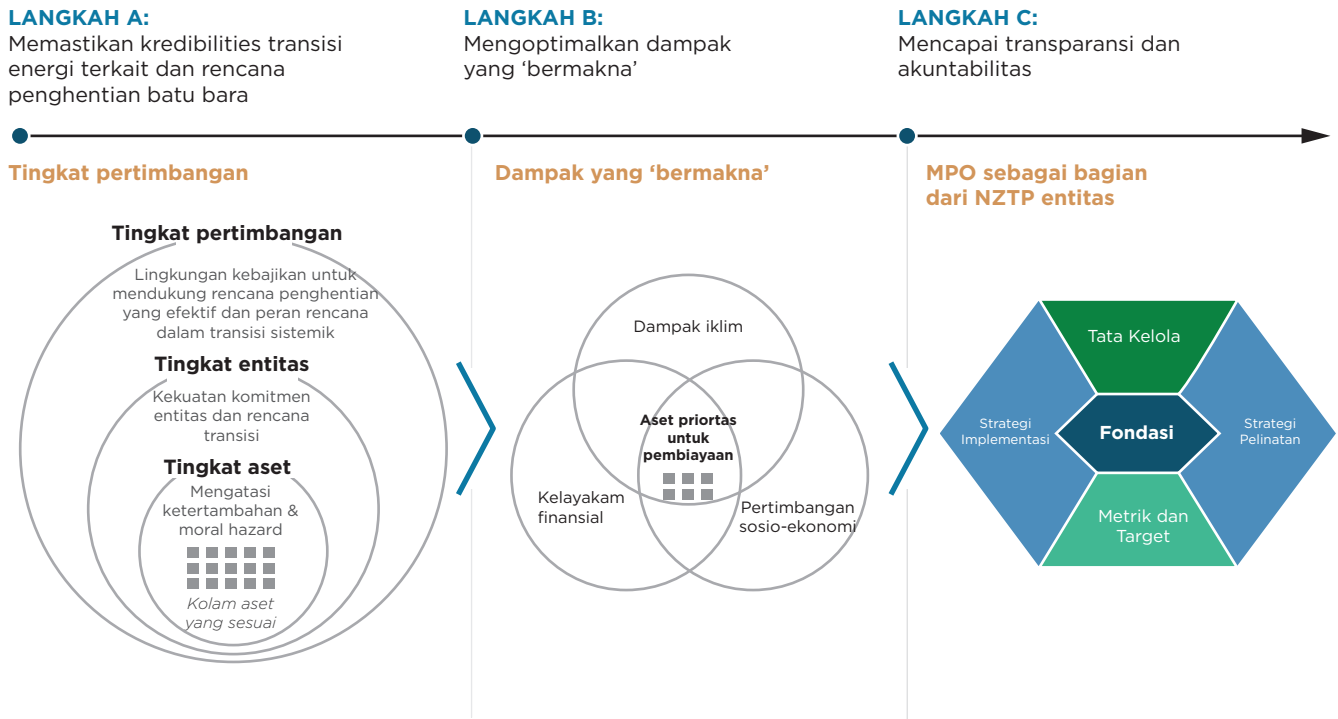 LANGKAH A:
Memastikan kredibilities transisi
energi terkait dan rencana
penghentian batu bara
LANGKAH B:
Mengoptimalkan dampak
yang ‘bermakna’
LANGKAH C:
Mencapai transparansi dan
akuntabilitas
Tingkat pertimbangan
Tingkat pertimbangan
Lingkungan kebajikan untuk
mendukung rencana penghentian
yang efektif dan peran rencana
dalam transisi sistemik
Tingkat entitas
Kekuatan komitmen
entitas dan rencana
transisi
Tingkat aset
Mengatasi
ketertambahan &
moral hazard
Kolam aset
yang sesuai
Dampak yang ‘bermakna’
Dampak iklim
Aset priortas
untuk
pembiayaan
Kelayakam
finansial
Pertimbangan
sosio-ekonomi
MPO sebagai bagian
dari NZTP entitas
Tata Kelola
Strategi
Implementasi
Fondasi
Strategi
Pelinatan
Metrik dan
Target